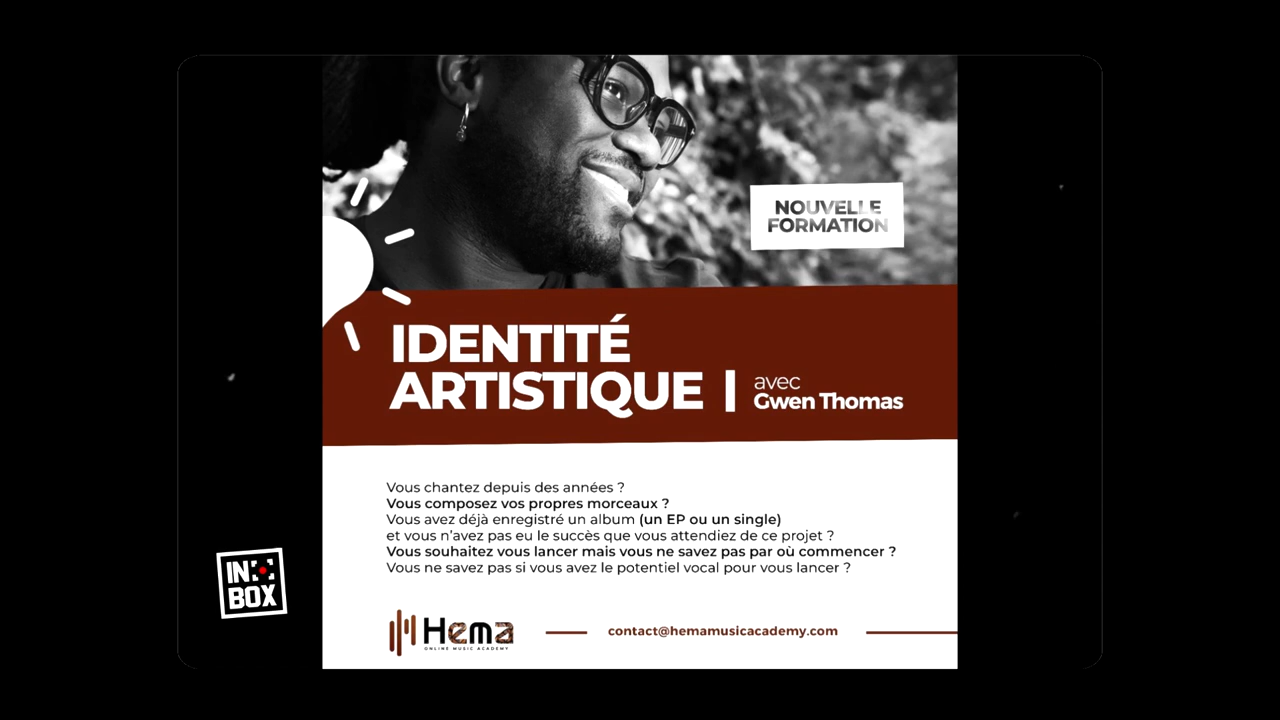 NOUVELLE
FORMATION
IDENTITÉ
ARTISTIQUE
avec
Gwen Thomas
Vous chantez depuis des années ?
Vous composez vos propres morceaux ?
Vous avez déjà enregistré un album (un EP ou un single)
et vous n'avez pas eu le succès que vous attendiez de ce projet ?
Vous souhaitez vous lancer mais vous ne savez pas par où commencer ?
Vous ne savez pas si vous avez le potentiel vocal pour vous lancer ?
IN
BOX
Hema
ONLINE MUSIC ACADEMY
contact@hemamusicacademy.com